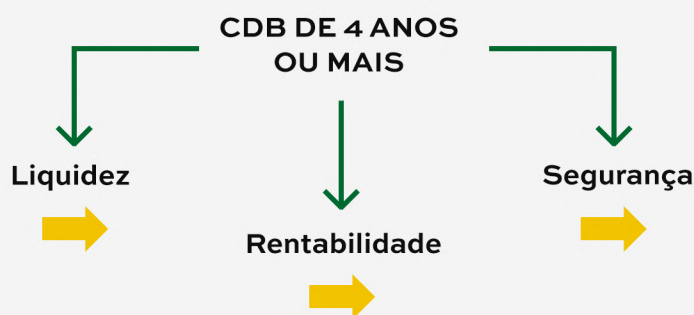 CDB DE 4 ANOS
OU MAIS
Liquidez
Segurança
Rentabilidade